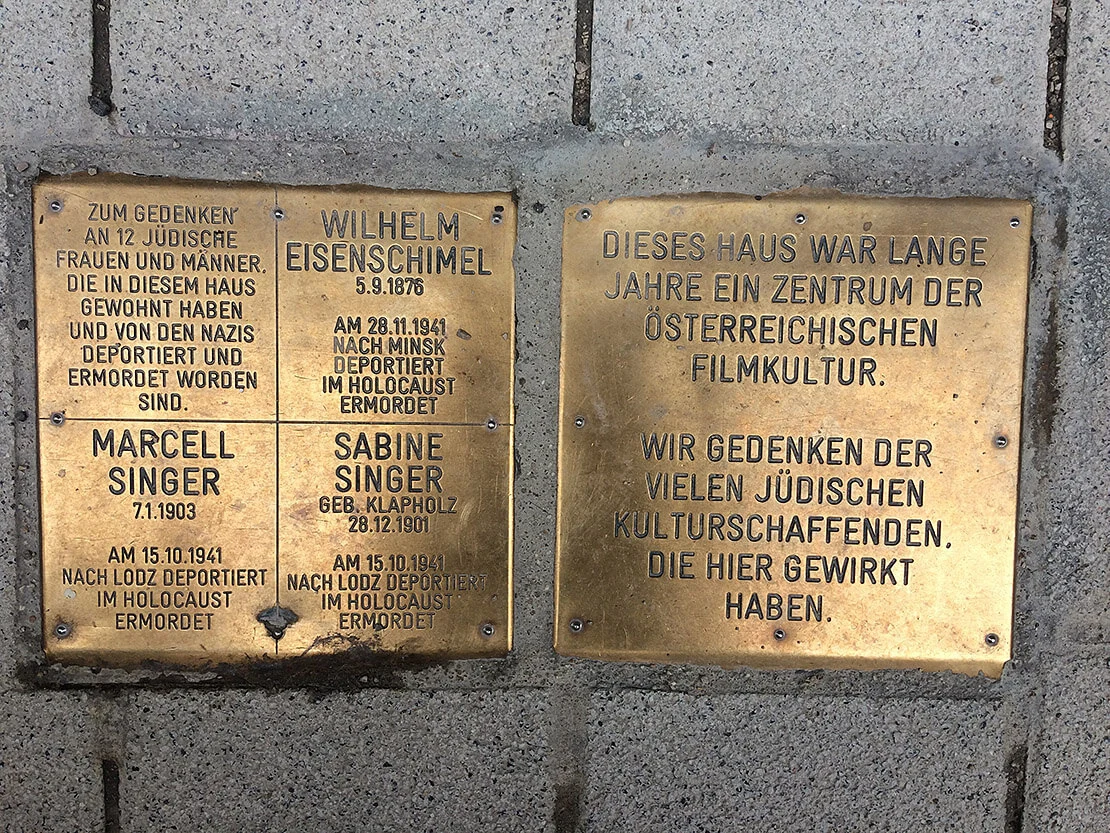 ZUM GEDENKEN
AN 12 JÜDISCHE
FRAUEN UND MÄNNER,
DIE IN DIESEM HAUS
GEWOHNT HABEN
UND VON DEN NAZIS
DEPORTIERT UND
ERMORDET WORDEN
SIND.
WILHELM
EISENSCHIMEL
5.9.1876
AM 28.11.1941
NACH MINSK
DEPORTIERT
IM HOLOCAUST
ERMORDET
MARCELL
SINGER
7.1.1903
AM 15.10.1941
NACH LODZ DEPORTIERT
IM HOLOCAUST
ERMORDET
SABINE
SINGER
GEB. KLAPHOLZ
28.12.1901
AM 15.10.1941
NACH LODZ DEPORTIERT
IM HOLOCAUST
ERMORDET
DIESES HAUS WAR LANGE
JAHRE EIN ZENTRUM DER
ÖSTERREICHISCHEN
FILMKULTUR.
WIR GEDENKEN DER
VIELEN JÜDISCHEN
KULTURSCHAFFENDEN,
DIE HIER GEWIRKT
HABEN.